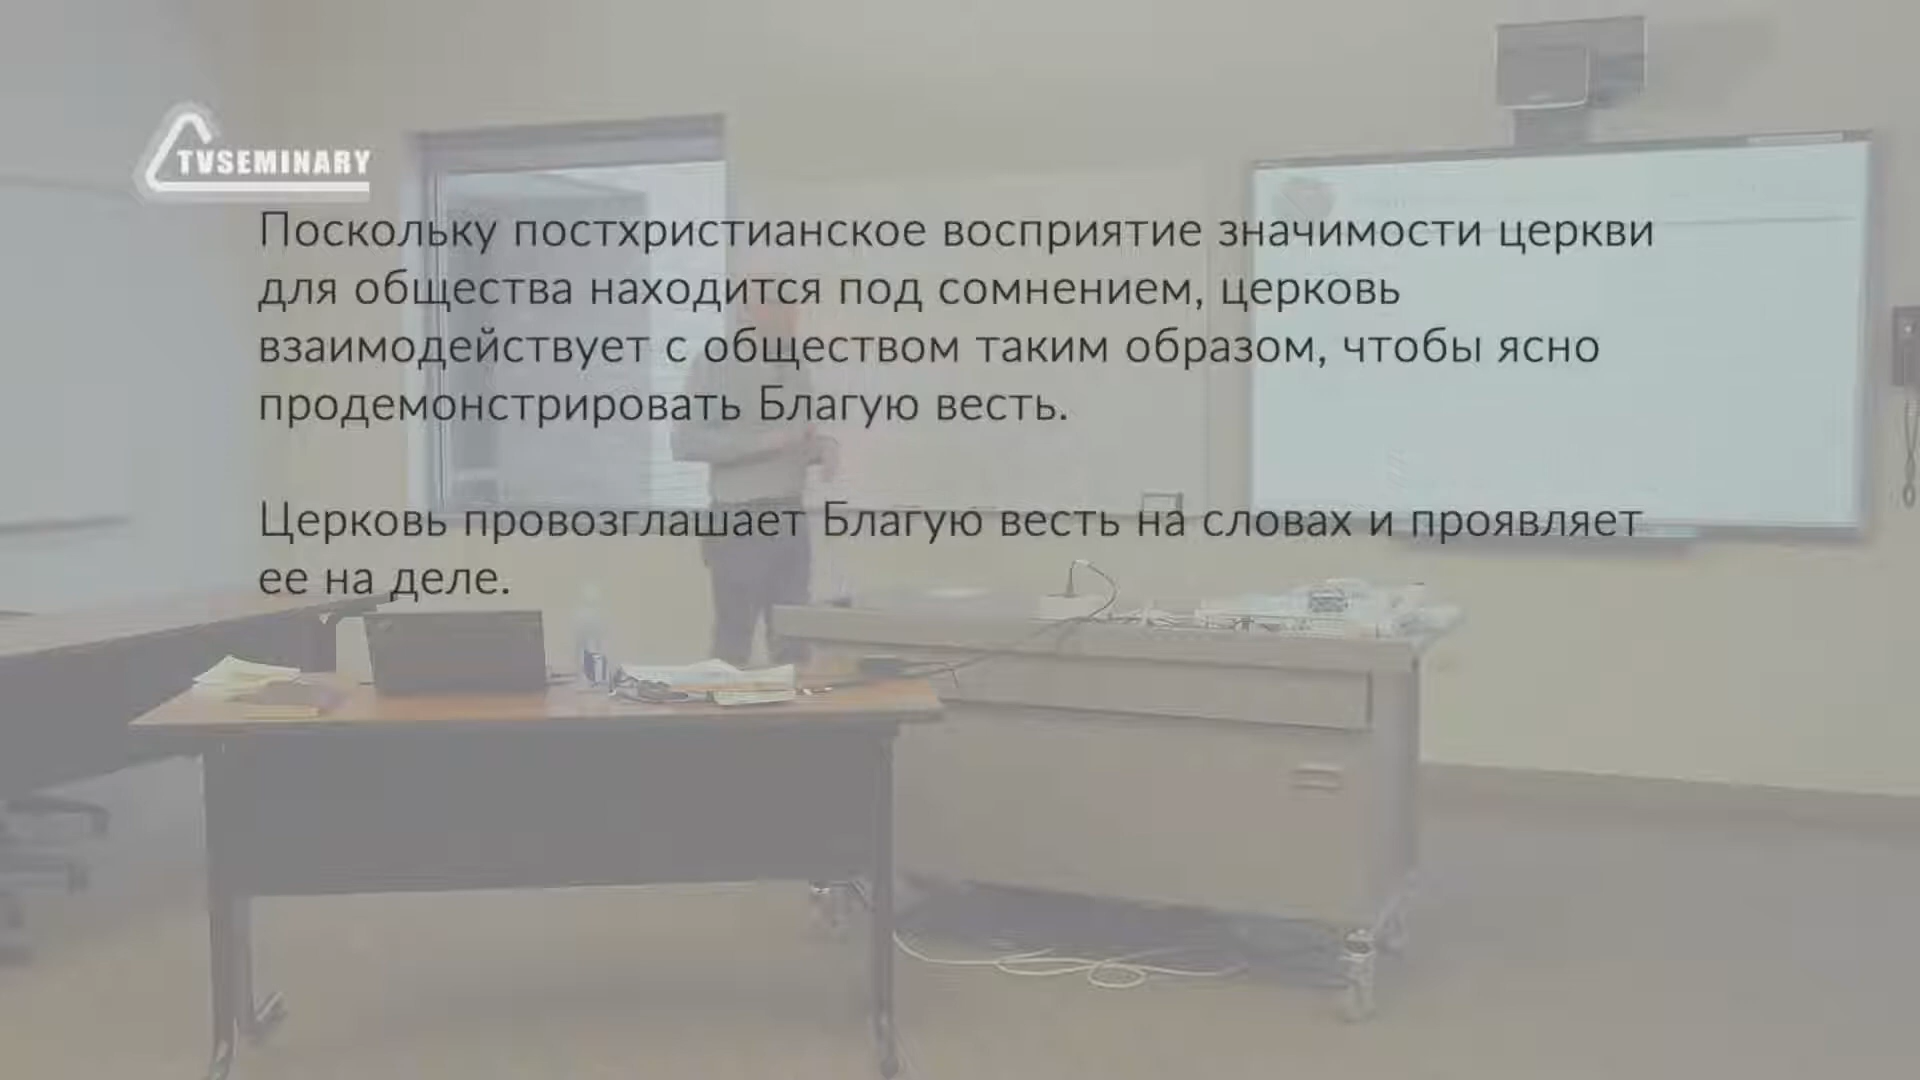 TVSEMINARY
Поскольку постхристианское восприятие значимости церкви
для общества находится под сомнением, церковь
взаимодействует с обществом таким образом, чтобы ясно
продемонстрировать Благую весть.
Церковь провозглашает Благую весть на словах и проявляет
ее на деле.